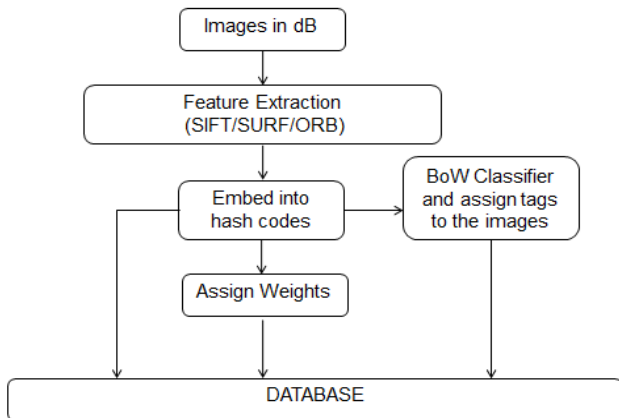 Images in dB
Feature Extraction
(SIFT/SURF/ORB)
Embed into
hash codes
BoW Classifier
and assign tags
to the images
Assign Weights
DATABASE